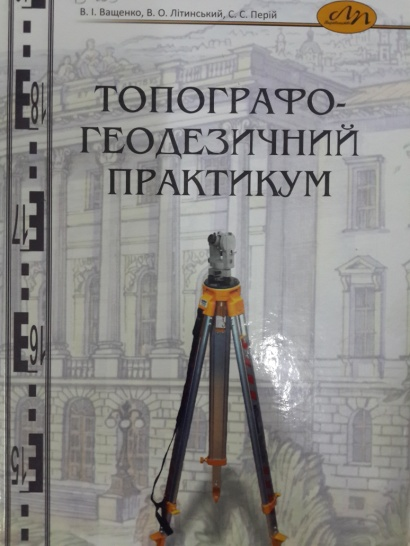 В. І. Ващенко, В. О. Літинський, С. С. Перій
ЛП
ТОПОГРАФО-
ГЕОДЕЗИЧНИЙ
ПРАКТИКУМ
18
17
16
15